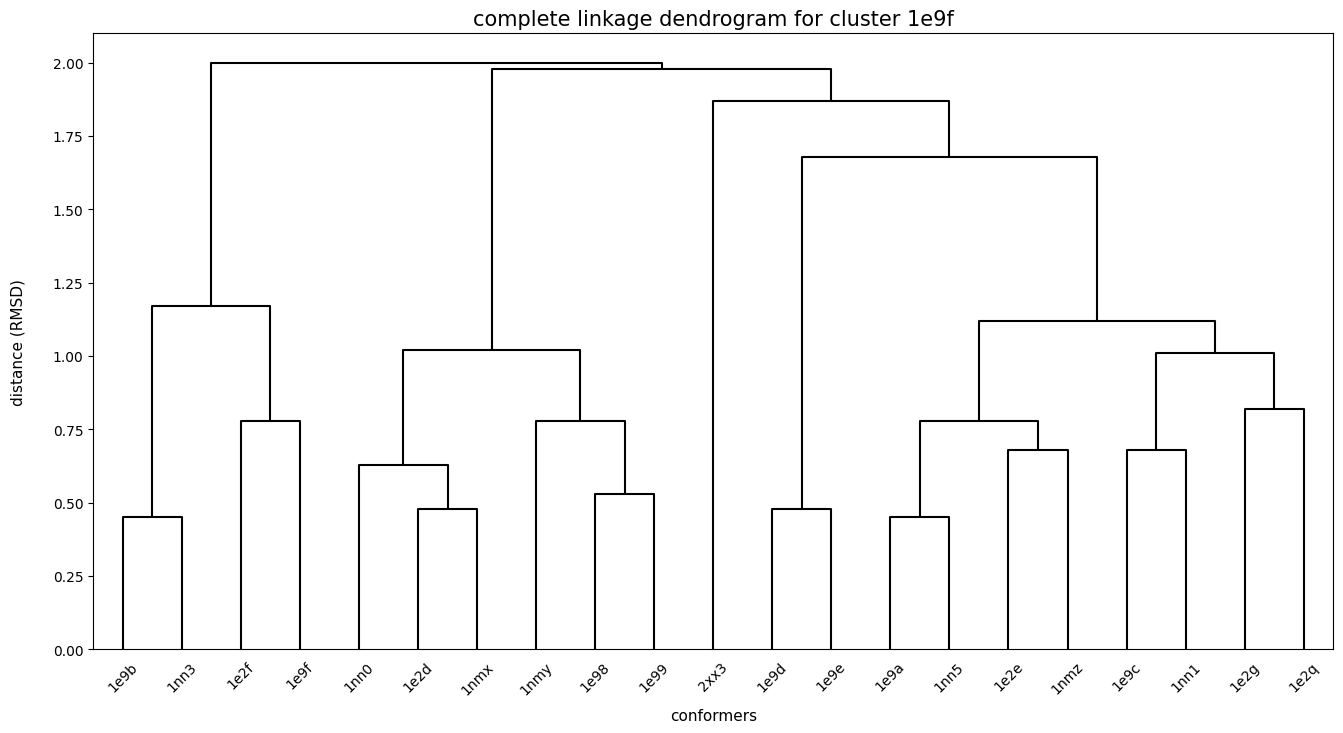 complete linkage dendrogram for cluster 1e9f
2.00
1.75
1.50
1.25
1.00
0.75
0.50
0.25
0.00
distance (RMSD)
1e9b 1nn3 1e2f 1e9f 1nn0 1e2d 1nmx 1nmy 1e98 1e99 2xx3 1e9d 1e9e 1e9a 1nn5 1e2e 1nmz 1e9c 1nn1 1e2g 1e2q
conformers